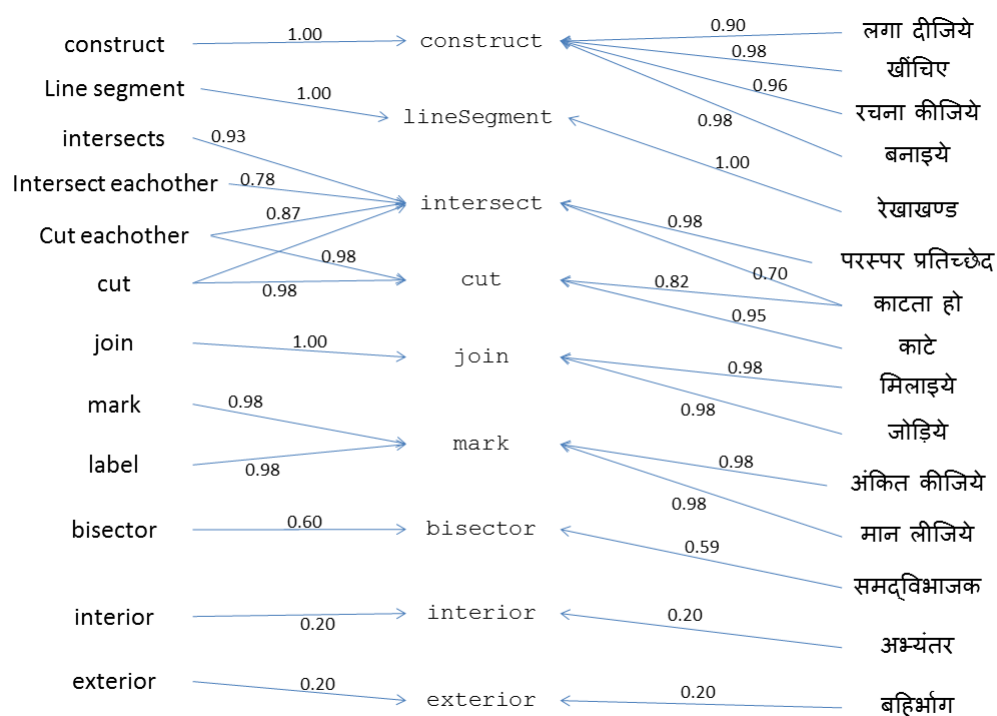 construct 1.00 construct 0.90 लगा दीजिये
0.98 खींचिए
Line segment 1.00 lineSegment 0.96 रचना कीजिये
0.98 बनाइये
intersects 0.93 1.00
Intersect eachother 0.78 intersect रेखाखण्ड
Cut eachother 0.87 0.98 परस्पर प्रतिच्छेद
0.98 0.70
cut 0.98 cut 0.82 काटता हो
0.95 काटे
join 1.00 join 0.98 मिलाइये
mark 0.98 0.98 जोड़िये
mark
label 0.98 0.98 अंकित कीजिये
0.98
bisector 0.60 bisector मान लीजिये
0.59 समद्विभाजक
interior 0.20 interior 0.20 अभ्यंतर
exterior 0.20 exterior 0.20 बहिर्भाग